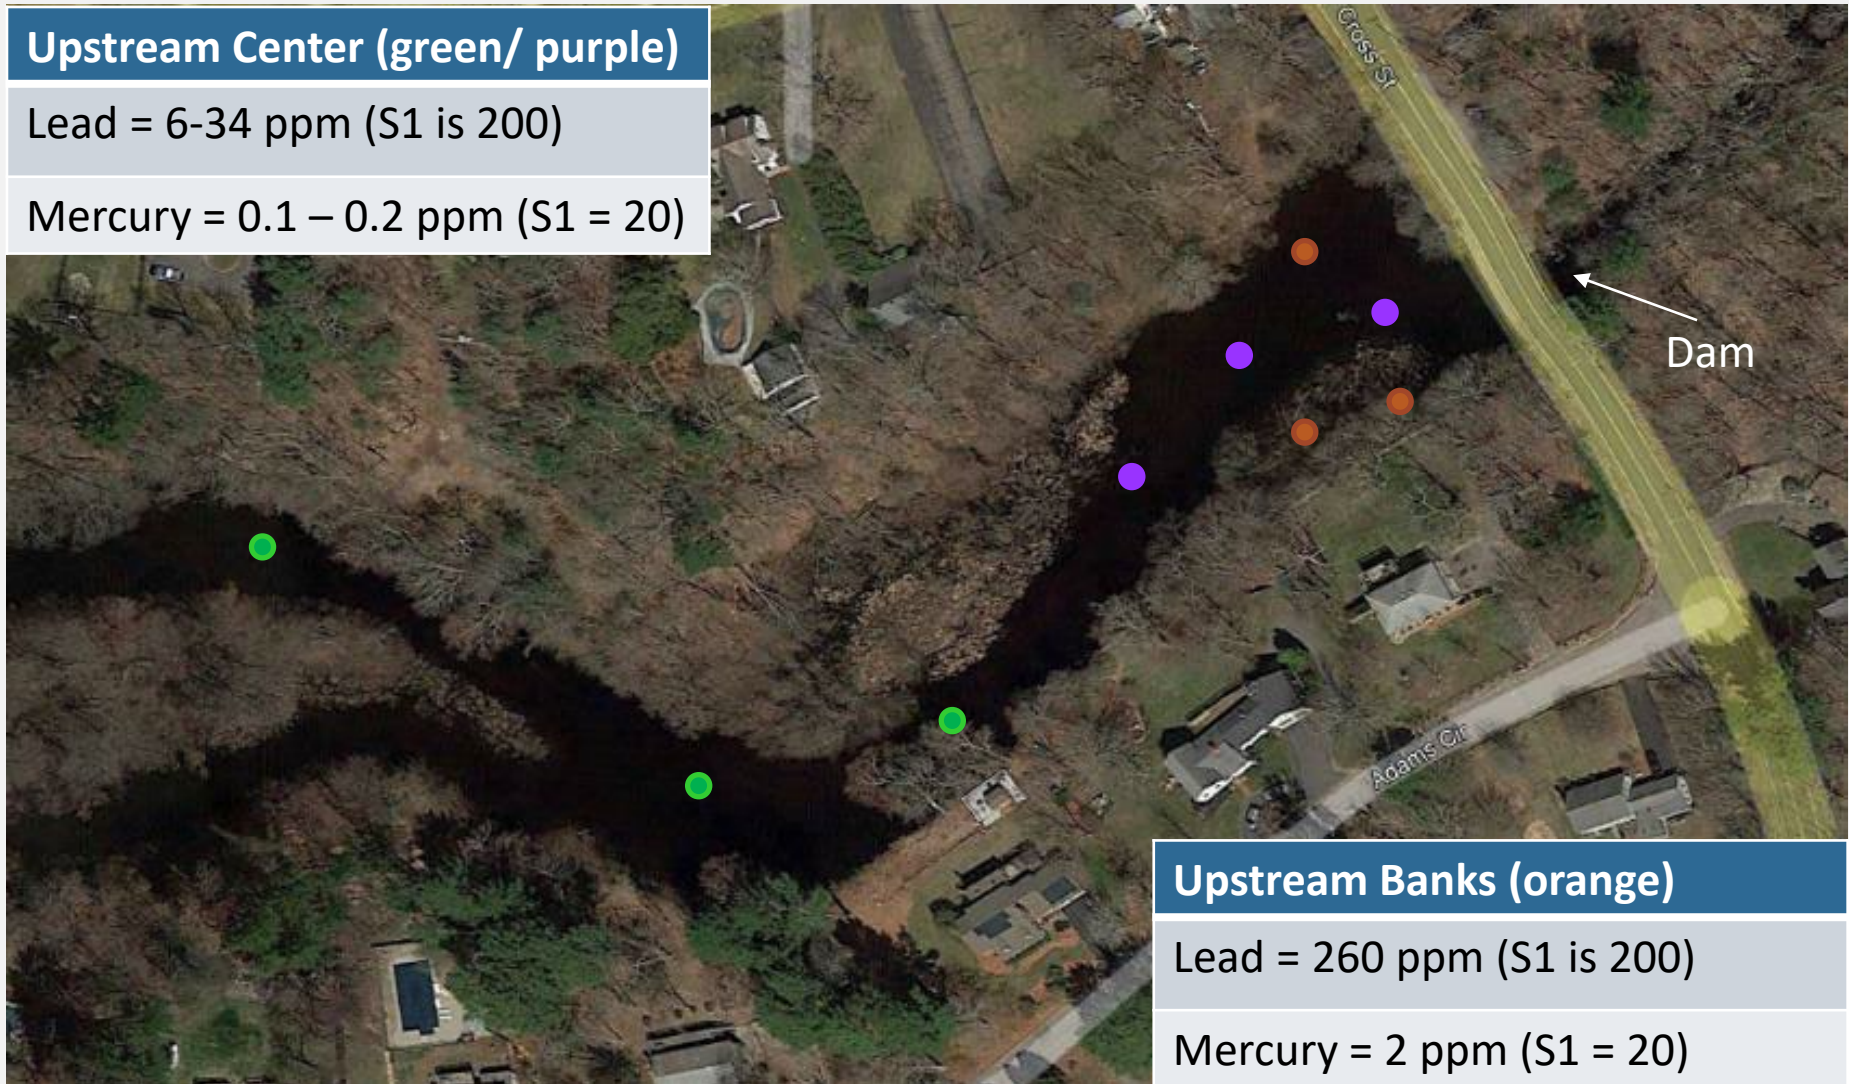 Upstream Center (green/ purple)
Lead = 6-34 ppm (S1 is 200)
Mercury = 0.1 – 0.2 ppm (S1 = 20)
Cross St
Dam
Adams Cir
Upstream Banks (orange)
Lead = 260 ppm (S1 is 200)
Mercury = 2 ppm (S1 = 20)